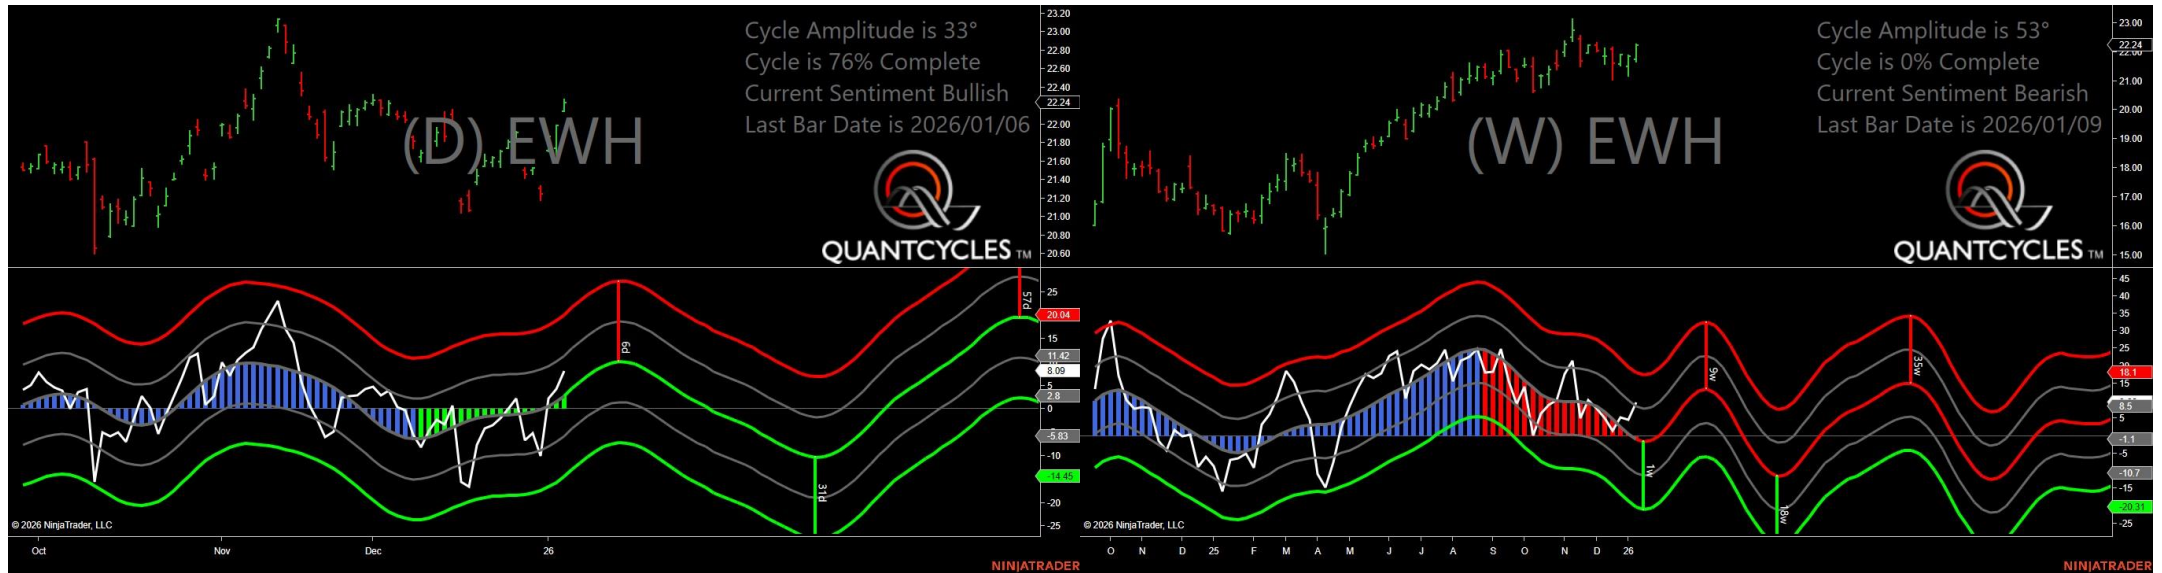 Cycle Amplitude is 33°
Cycle is 76% Complete
Current Sentiment Bullish
Last Bar Date is 2026/01/06
(D) EWH
QUANTCYCLES TM
23.20
23.00
22.80
22.60
22.40
22.24
22.00
21.80
21.60
21.40
21.20
21.00
20.80
20.60
25
57d
20.04
15
6d
11.42
8.09
5
2.8
0
-5.83
-10
-14.45
31d
-20
-25
© 2026 NinjaTrader, LLC
Oct Nov Dec 26
NINJATRADER
Cycle Amplitude is 53°
Cycle is 0% Complete
Current Sentiment Bearish
Last Bar Date is 2026/01/09
(W) EWH
QUANTCYCLES TM
23.00
22.24
21.00
20.00
19.00
18.00
17.00
16.00
15.00
45
40
35
30
25
20
9w
35w
18.1
15
8.5
5
-1.1
1w
-10.7
-15
18w
-20.31
-25
© 2026 NinjaTrader, LLC
O N D 25 F M A M J J A S O N D 26
NINJATRADER